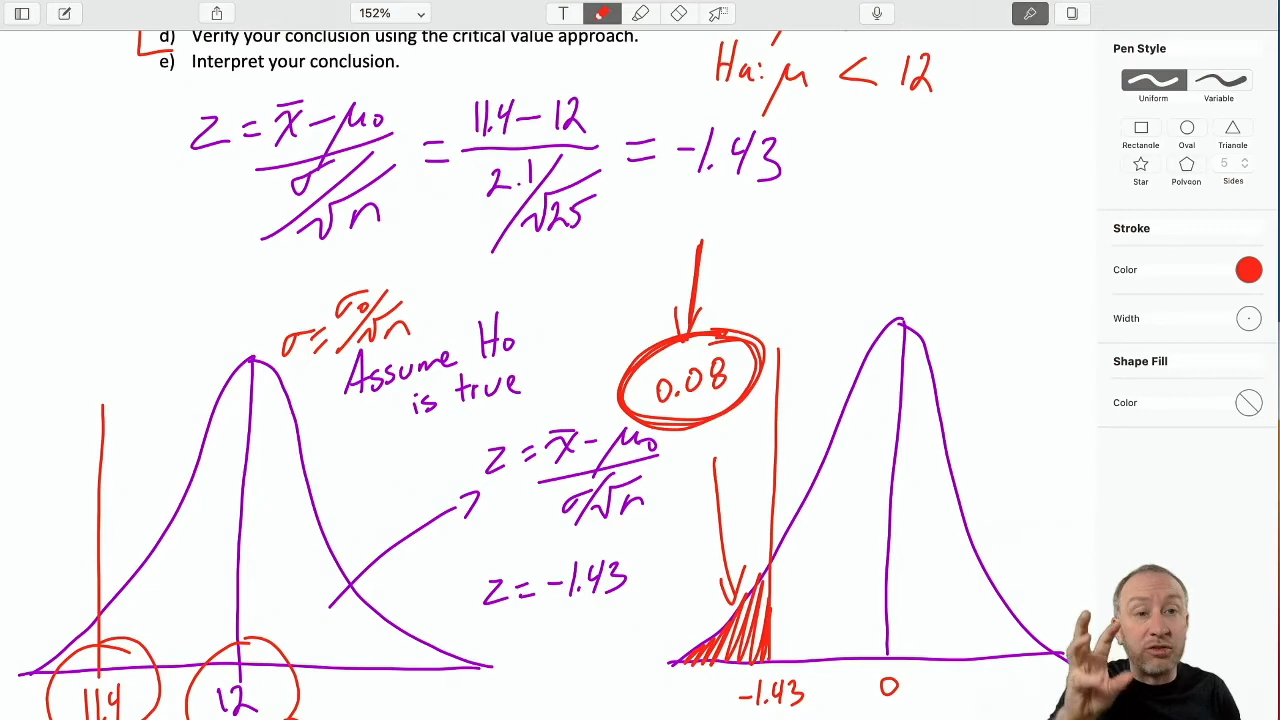 152%
T
d) Verify your conclusion using the critical value approach.
e) Interpret your conclusion.
Ha: μ < 12
z = x̄ - μ0 / σ/√n = 11.4 - 12 / 2.1/√25 = -1.43
σ = σ0/√n
Assume Ho
is true
0.08
z = x̄ - μ0 / σ/√n
z = -1.43
11.4
12
-1.43
0
Pen Style
Uniform
Variable
Rectangle
Oval
Triangle
Star
Polygon
5
Sides
Stroke
Color
Width
Shape Fill
Color